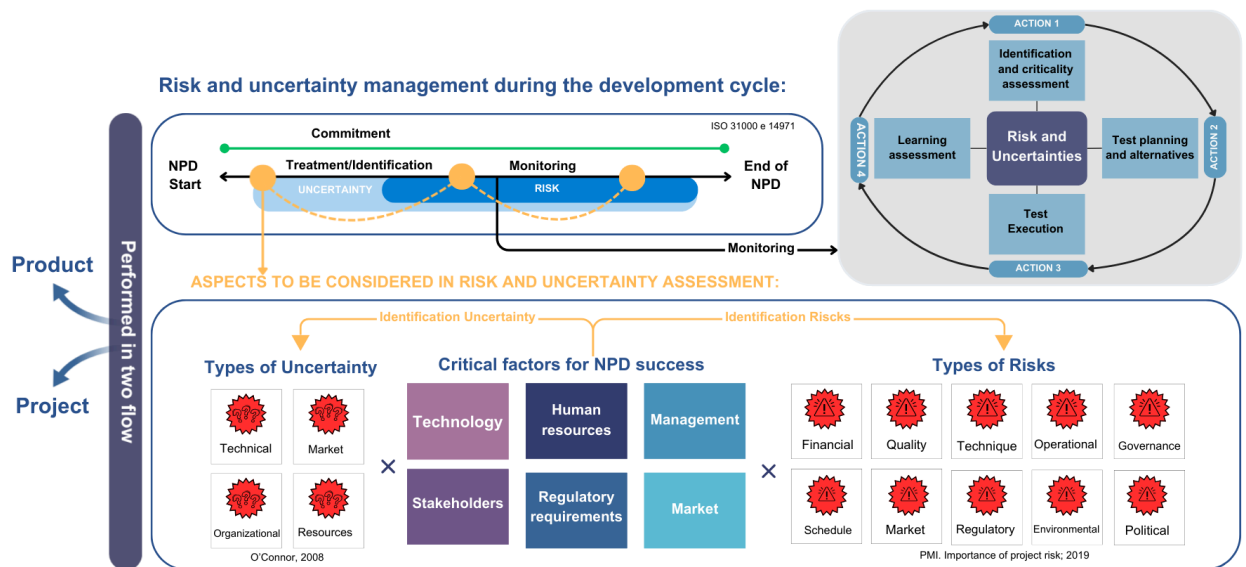 Risk and uncertainty management during the development cycle:
ISO 31000 e 14971
Commitment
NPD
Start
Treatment/Identification
Monitoring
End of
NPD
UNCERTAINTY
RISK
Monitoring
ACTION 1
Identification
and criticality
assessment
ACTION 4
Learning
assessment
Risk and
Uncertainties
Test planning
and alternatives
ACTION 2
Test
Execution
ACTION 3
Product
Project
Performed in two flow
ASPECTS TO BE CONSIDERED IN RISK AND UNCERTAINTY ASSESSMENT:
Identification Uncertainty
Identification Riscks
Types of Uncertainty
Technical
Market
Organizational
Resources
O'Connor, 2008
×
Critical factors for NPD success
Technology
Human
resources
Management
Stakeholders
Regulatory
requirements
Market
×
Types of Risks
Financial
Quality
Technique
Operational
Governance
Schedule
Market
Regulatory
Environmental
Political
PMI. Importance of project risk; 2019